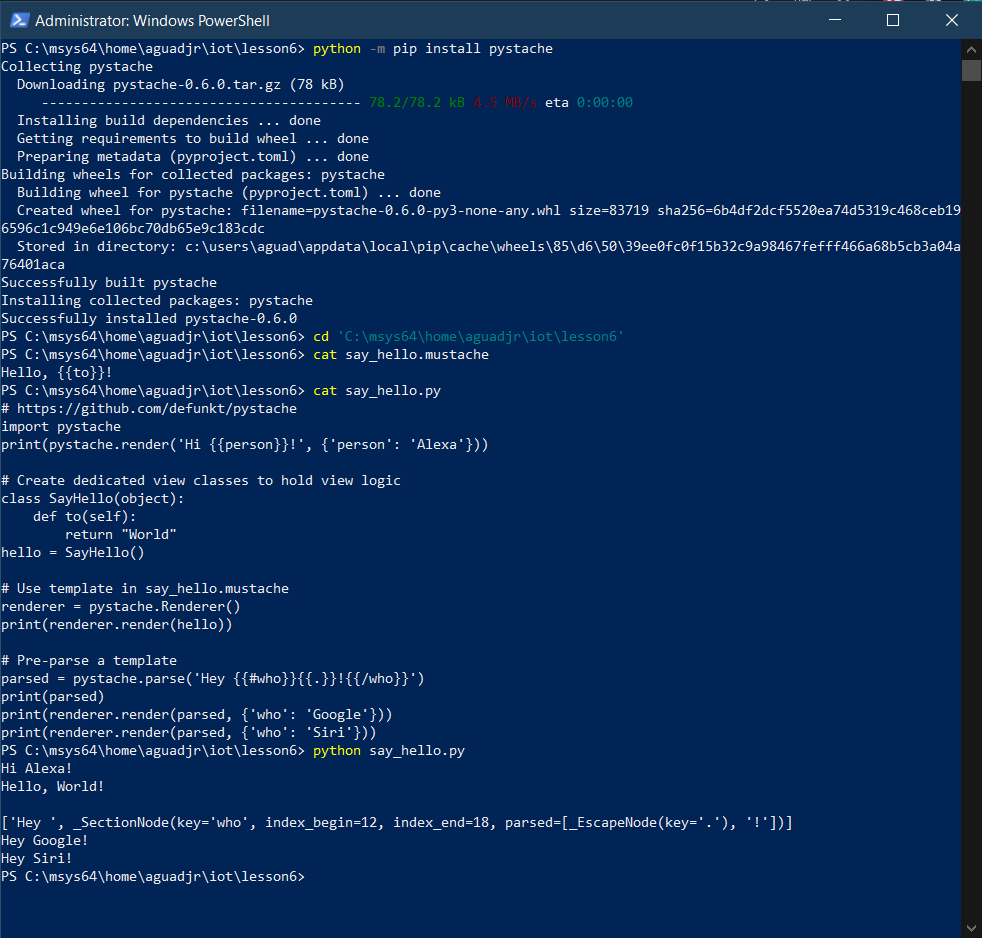 Administrator: Windows PowerShell
PS C:\msys64\home\aguadjr\iot\lesson6> python -m pip install pystache
Collecting pystache
  Downloading pystache-0.6.0.tar.gz (78 kB)
     ---------------------------------------- 78.2/78.2 kB 4.5 MB/s eta 0:00:00
  Installing build dependencies ... done
  Getting requirements to build wheel ... done
  Preparing metadata (pyproject.toml) ... done
Building wheels for collected packages: pystache
  Building wheel for pystache (pyproject.toml) ... done
  Created wheel for pystache: filename=pystache-0.6.0-py3-none-any.whl size=83719 sha256=6b4df2dcf5520ea74d5319c468ceb19
6596c1c949e6e106bc70db65e9c183cdc
  Stored in directory: c:\users\aguad\appdata\local\pip\cache\wheels\85\d6\50\39ee0fc0f15b32c9a98467fefff466a68b5cb3a04a
76401aca
Successfully built pystache
Installing collected packages: pystache
Successfully installed pystache-0.6.0
PS C:\msys64\home\aguadjr\iot\lesson6> cd 'C:\msys64\home\aguadjr\iot\lesson6'
PS C:\msys64\home\aguadjr\iot\lesson6> cat say_hello.mustache
Hello, {{to}}!
PS C:\msys64\home\aguadjr\iot\lesson6> cat say_hello.py
# https://github.com/defunkt/pystache
import pystache
print(pystache.render('Hi {{person}}!', {'person': 'Alexa'}))

# Create dedicated view classes to hold view logic
class SayHello(object):
    def to(self):
        return "World"
hello = SayHello()

# Use template in say_hello.mustache
renderer = pystache.Renderer()
print(renderer.render(hello))

# Pre-parse a template
parsed = pystache.parse('Hey {{#who}}{{.}}!{{/who}}')
print(parsed)
print(renderer.render(parsed, {'who': 'Google'}))
print(renderer.render(parsed, {'who': 'Siri'}))
PS C:\msys64\home\aguadjr\iot\lesson6> python say_hello.py
Hi Alexa!
Hello, World!

['Hey ', _SectionNode(key='who', index_begin=12, index_end=18, parsed=[_EscapeNode(key='.'), '!'])]
Hey Google!
Hey Siri!
PS C:\msys64\home\aguadjr\iot\lesson6>